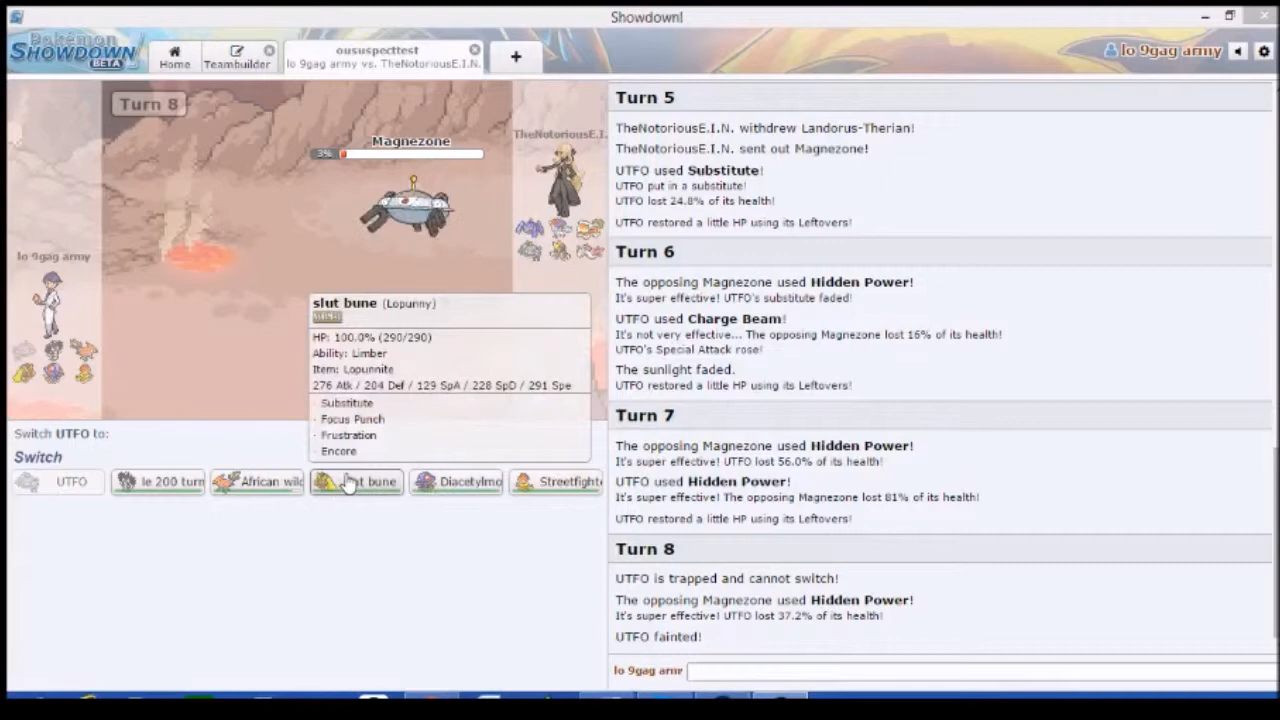 Showdown!
Pokémon
SHOWDOWN
BETA
Home
Teambuilder
oususpecttest
lo 9gag army vs. TheNotoriousE.I.N.
+
lo 9gag army
Turn 8
Magnezone
3%
TheNotoriousE.I.
lo 9gag army
slut bune (Lopunny)
HP: 100.0% (290/290)
Ability: Limber
Item: Lopunnite
276 Atk / 204 Def / 129 SpA / 228 SpD / 291 Spe
· Substitute
· Focus Punch
· Frustration
· Encore
Switch UTFO to:
Switch
UTFO
le 200 turn
African wild
t bune
Diacetylmo
Streetfight
Turn 5
TheNotoriousE.I.N. withdrew Landorus-Therian!
TheNotoriousE.I.N. sent out Magnezone!
UTFO used Substitute!
UTFO put in a substitute!
UTFO lost 24.8% of its health!
UTFO restored a little HP using its Leftovers!
Turn 6
The opposing Magnezone used Hidden Power!
It's super effective! UTFO's substitute faded!
UTFO used Charge Beam!
It's not very effective... The opposing Magnezone lost 16% of its health!
UTFO's Special Attack rose!
The sunlight faded.
UTFO restored a little HP using its Leftovers!
Turn 7
The opposing Magnezone used Hidden Power!
It's super effective! UTFO lost 56.0% of its health!
UTFO used Hidden Power!
It's super effective! The opposing Magnezone lost 81% of its health!
UTFO restored a little HP using its Leftovers!
Turn 8
UTFO is trapped and cannot switch!
The opposing Magnezone used Hidden Power!
It's super effective! UTFO lost 37.2% of its health!
UTFO fainted!
lo 9gag army